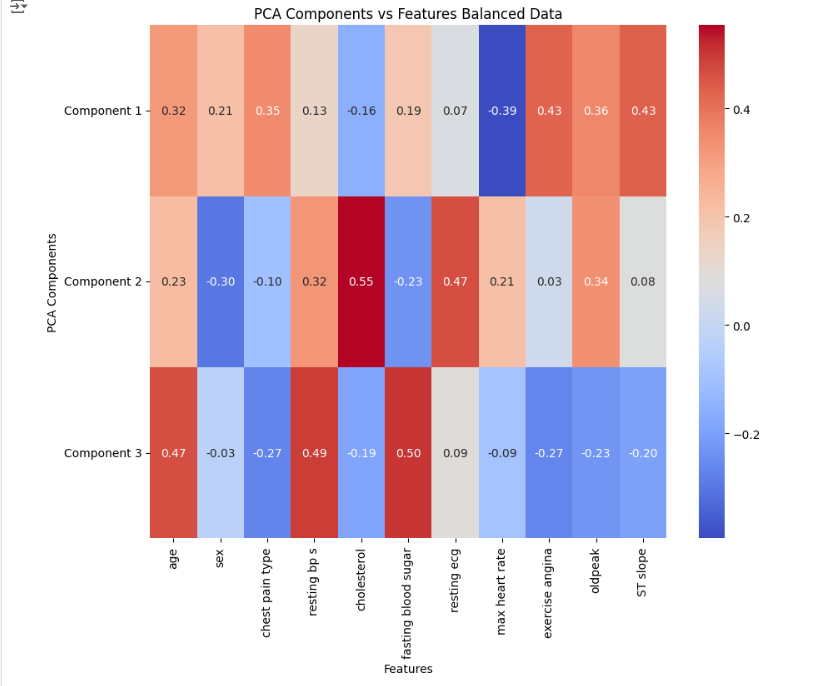 PCA Components vs Features Balanced Data
Component 1
0.32 0.21 0.35 0.13 -0.16 0.19 0.07 -0.39 0.43 0.36 0.43
Component 2
0.23 -0.30 -0.10 0.32 0.55 -0.23 0.47 0.21 0.03 0.34 0.08
Component 3
0.47 -0.03 -0.27 0.49 -0.19 0.50 0.09 -0.09 -0.27 -0.23 -0.20
PCA Components
age
sex
chest pain type
resting bp s
cholesterol
fasting blood sugar
resting ecg
max heart rate
exercise angina
oldpeak
ST slope
Features
0.4
0.2
0.0
−0.2